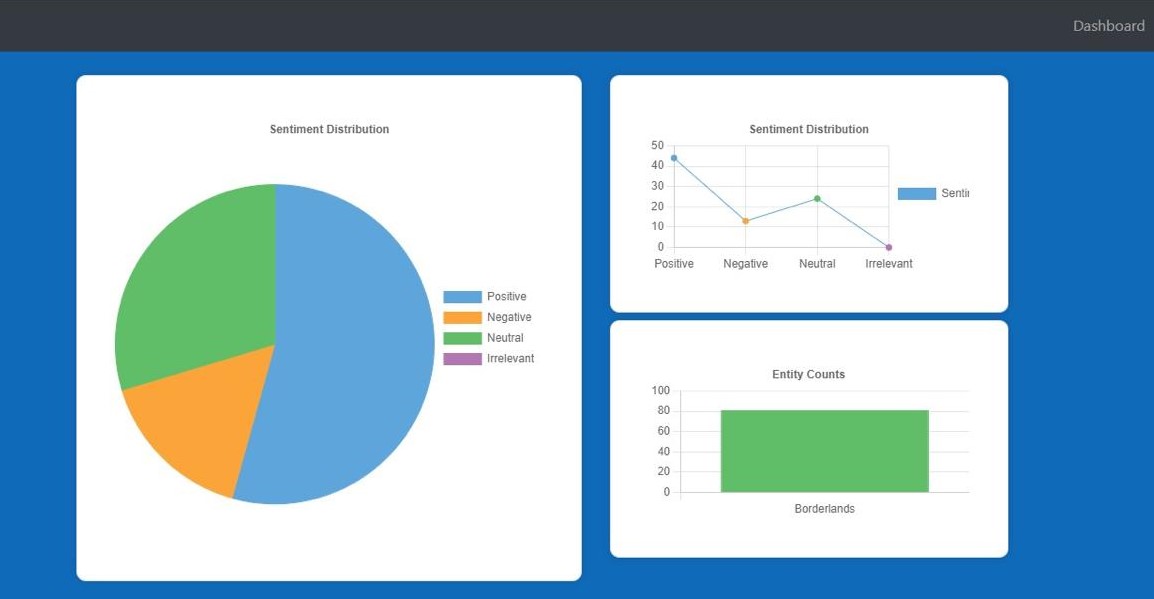 Dashboard
Sentiment Distribution
Positive
Negative
Neutral
Irrelevant
Sentiment Distribution
50
40
30
20
10
0
Positive Negative Neutral Irrelevant
Sentir
Entity Counts
100
80
60
40
20
0
Borderlands